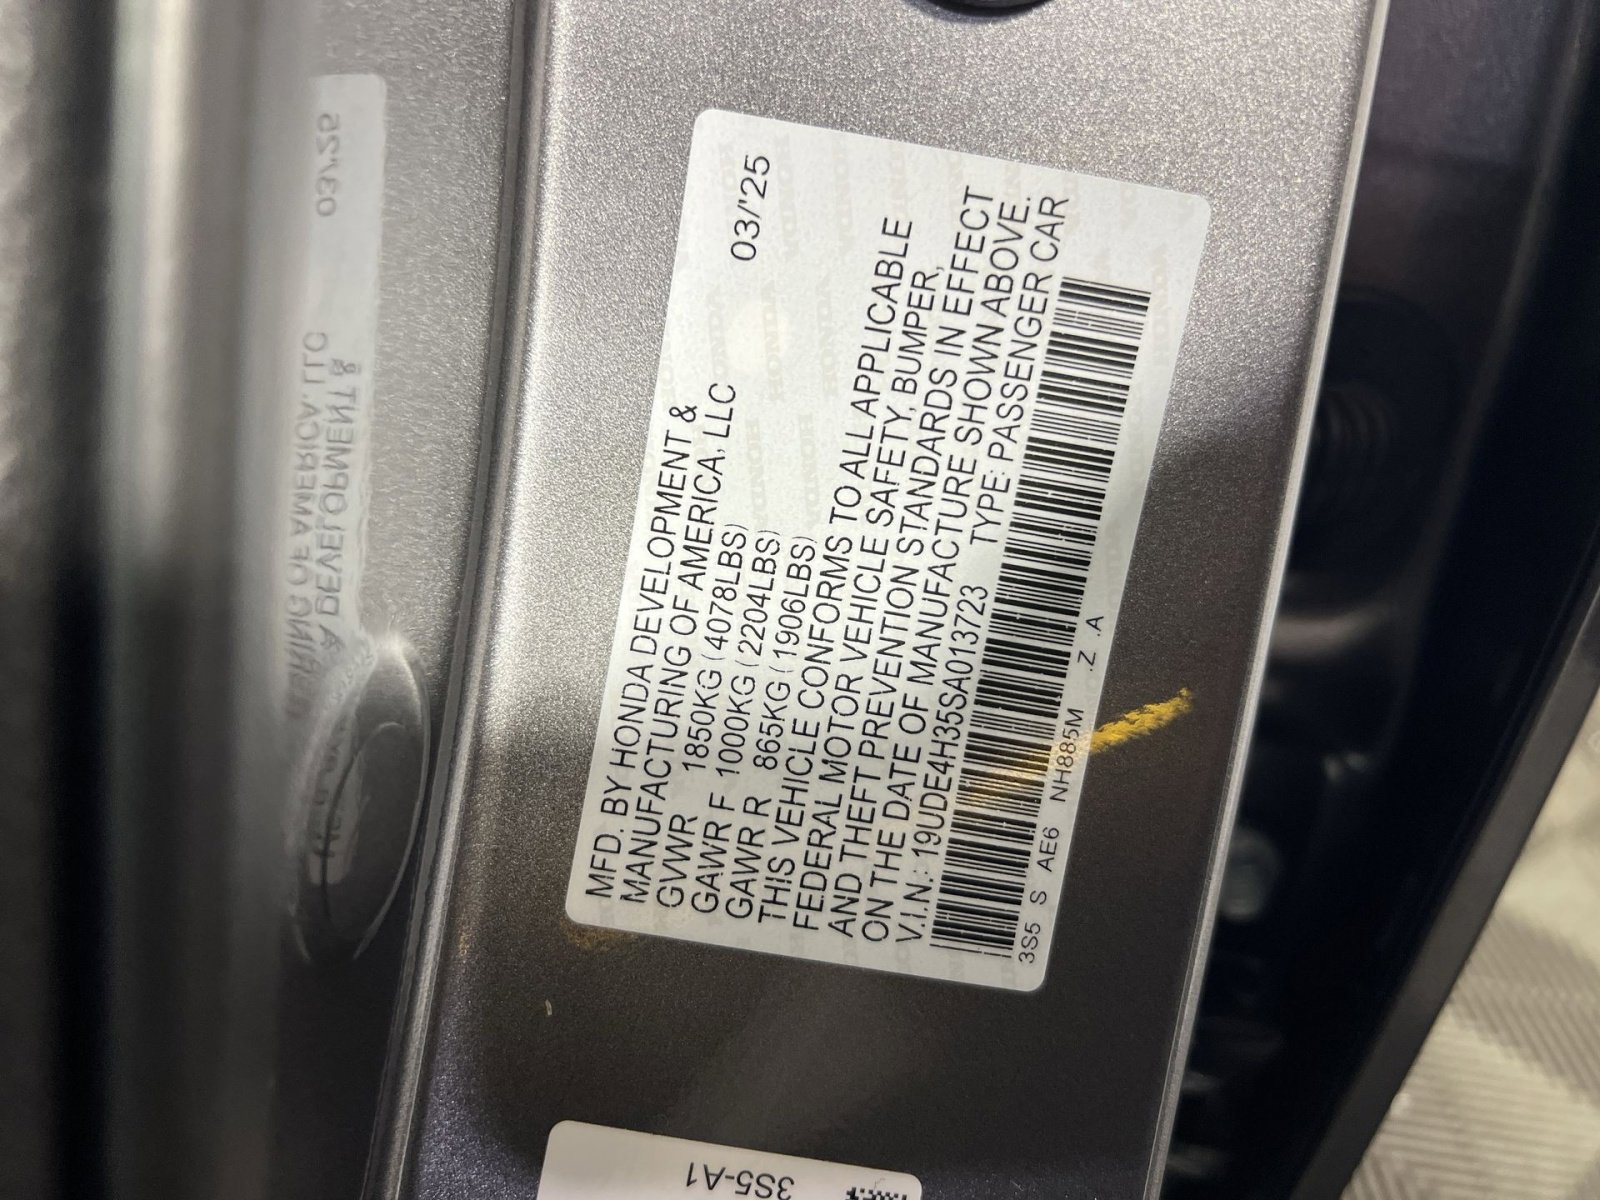 MFD. BY HONDA DEVELOPMENT &
MANUFACTURING OF AMERICA, LLC 03/'25
GVWR 1850KG (4078LBS)
GAWR F 1000KG (2204LBS)
GAWR R 865KG (1906LBS)
THIS VEHICLE CONFORMS TO ALL APPLICABLE
FEDERAL MOTOR VEHICLE SAFETY, BUMPER,
AND THEFT PREVENTION STANDARDS IN EFFECT
ON THE DATE OF MANUFACTURE SHOWN ABOVE.
V.I.N.: 19UDE4H35SA013723 TYPE: PASSENGER CAR
3S5 S AE6 NH885M .Z .A
3S5-A1